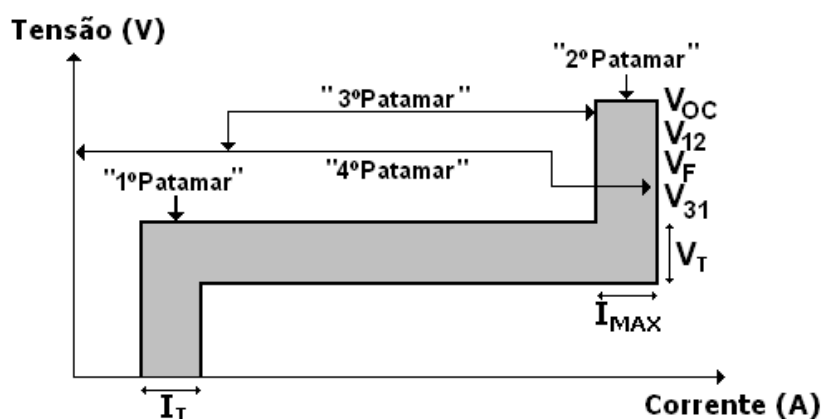 Tensão (V)
"2ºPatamar"
"3ºPatamar"
V_OC
V_12
"4ºPatamar"
V_F
"1ºPatamar"
V_31
V_T
I_MAX
I_T
Corrente (A)